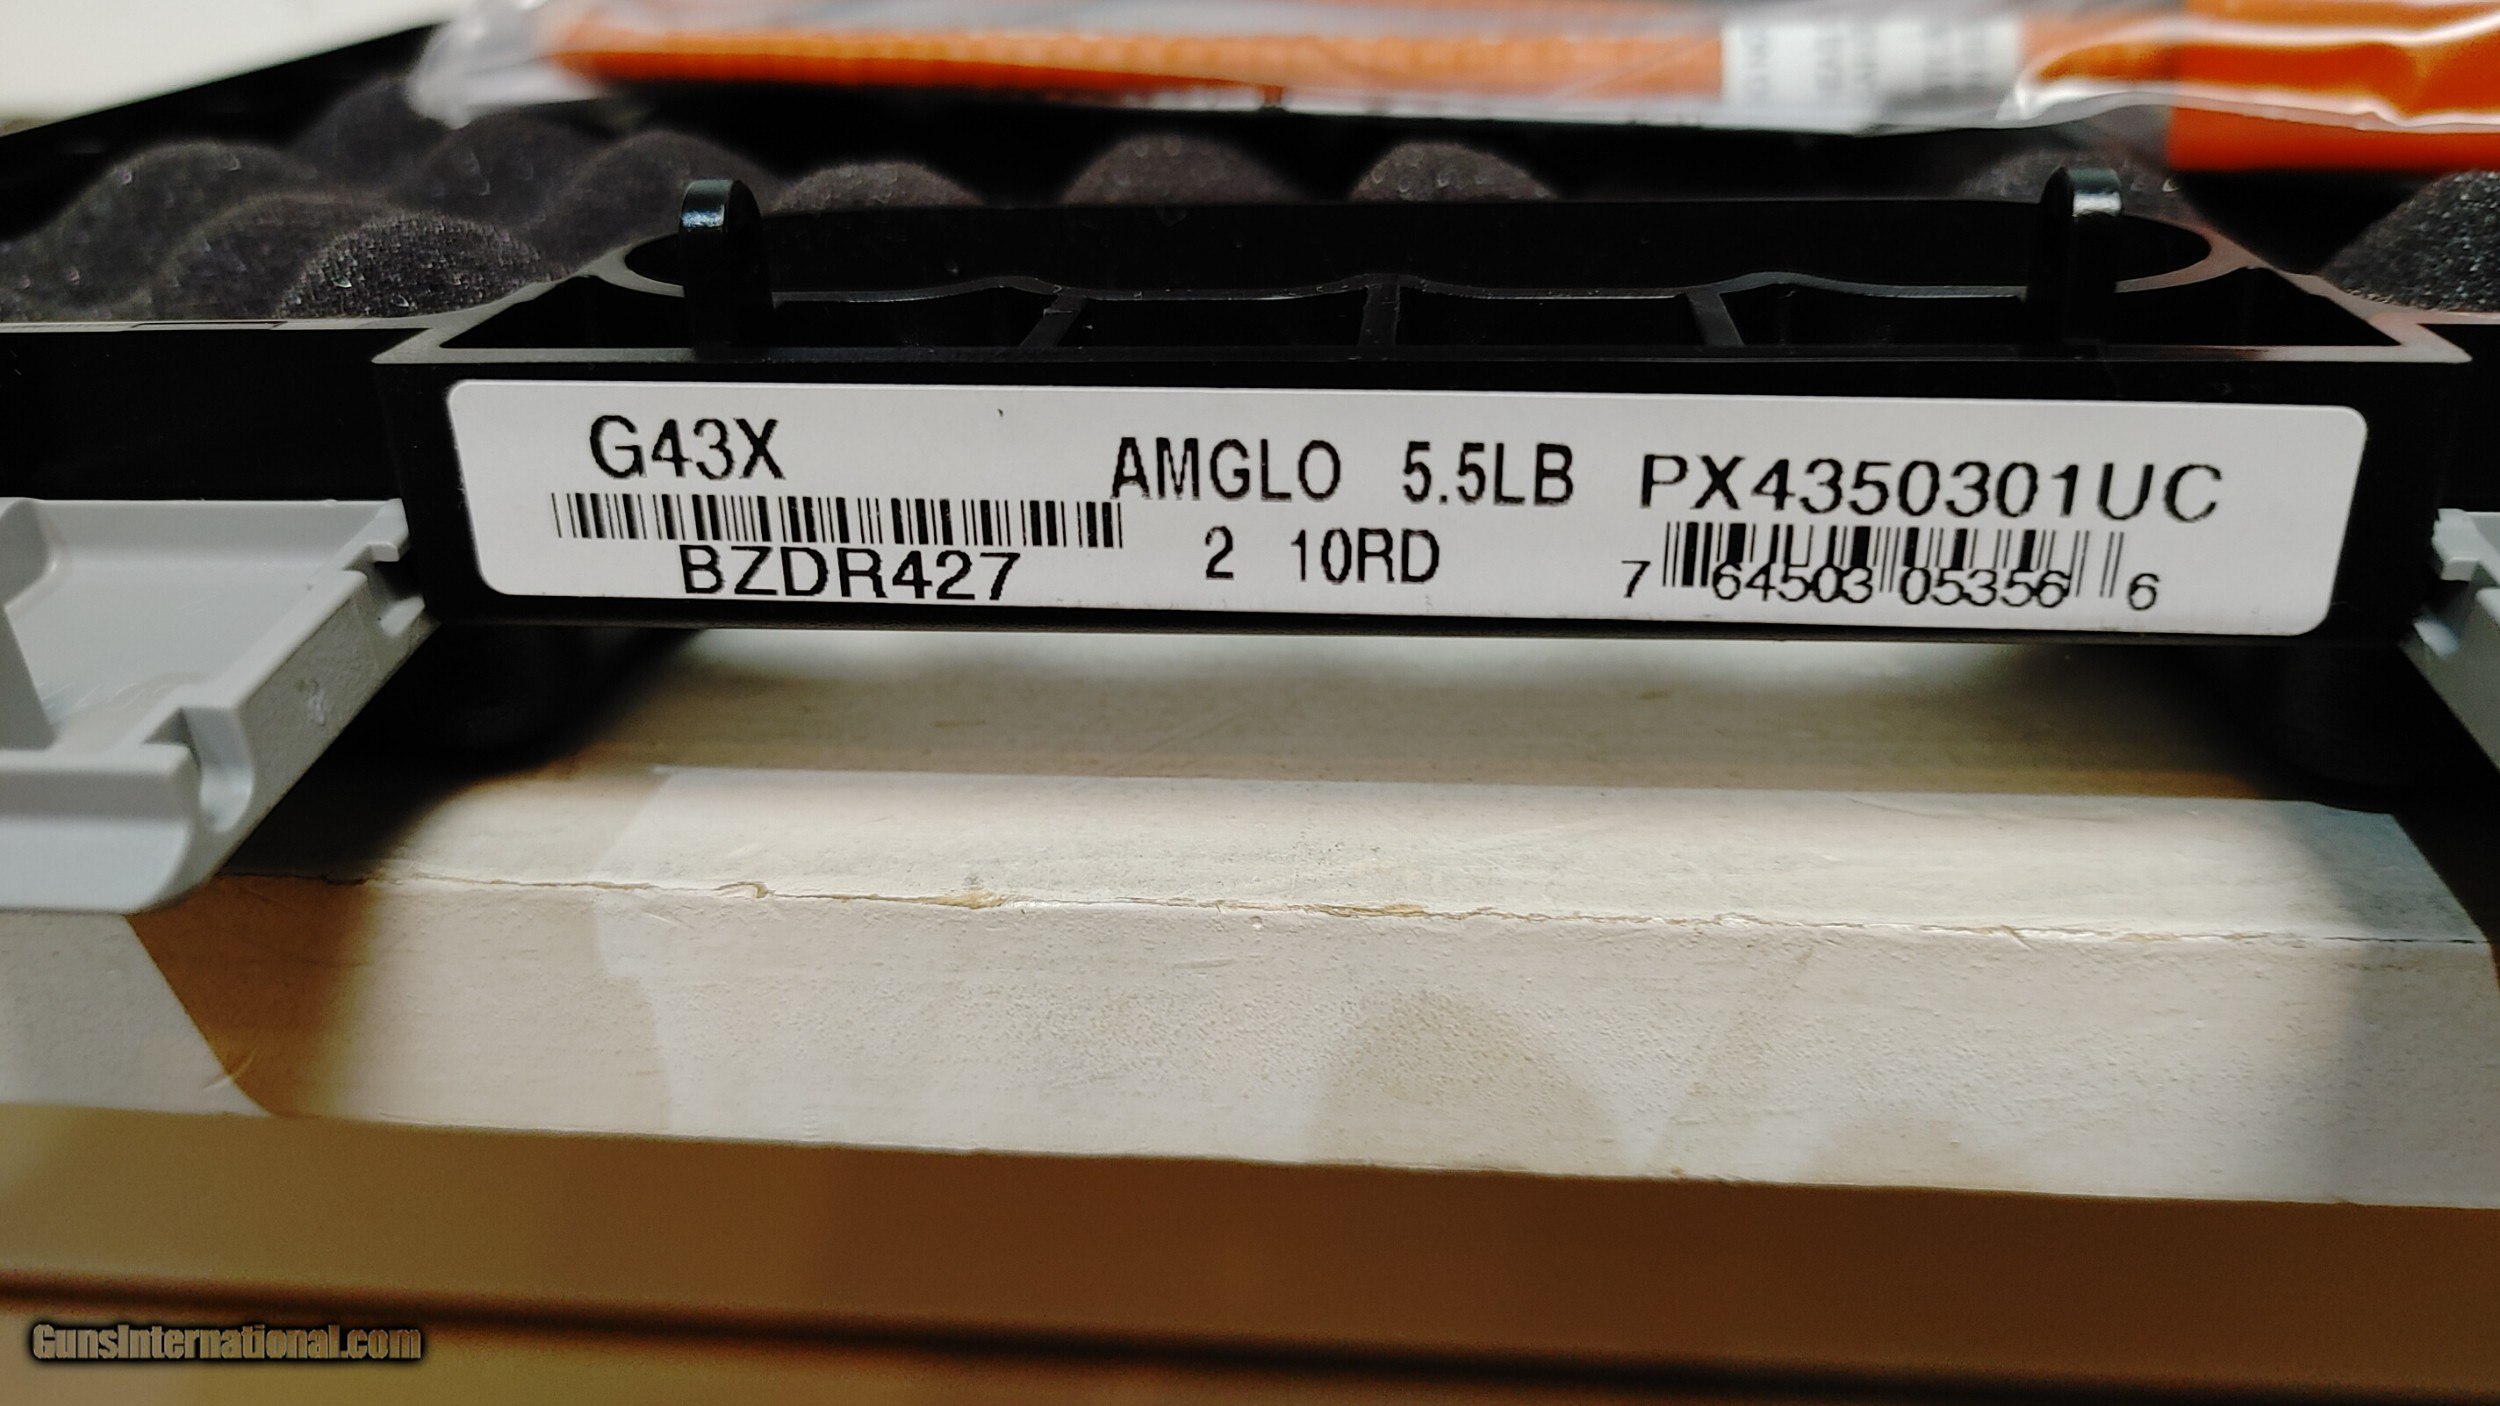 G43X
AMGLO 5.5LB
PX4350301UC
BZDR427
2 10RD
7 64503 05356 6
GunsInternational.com